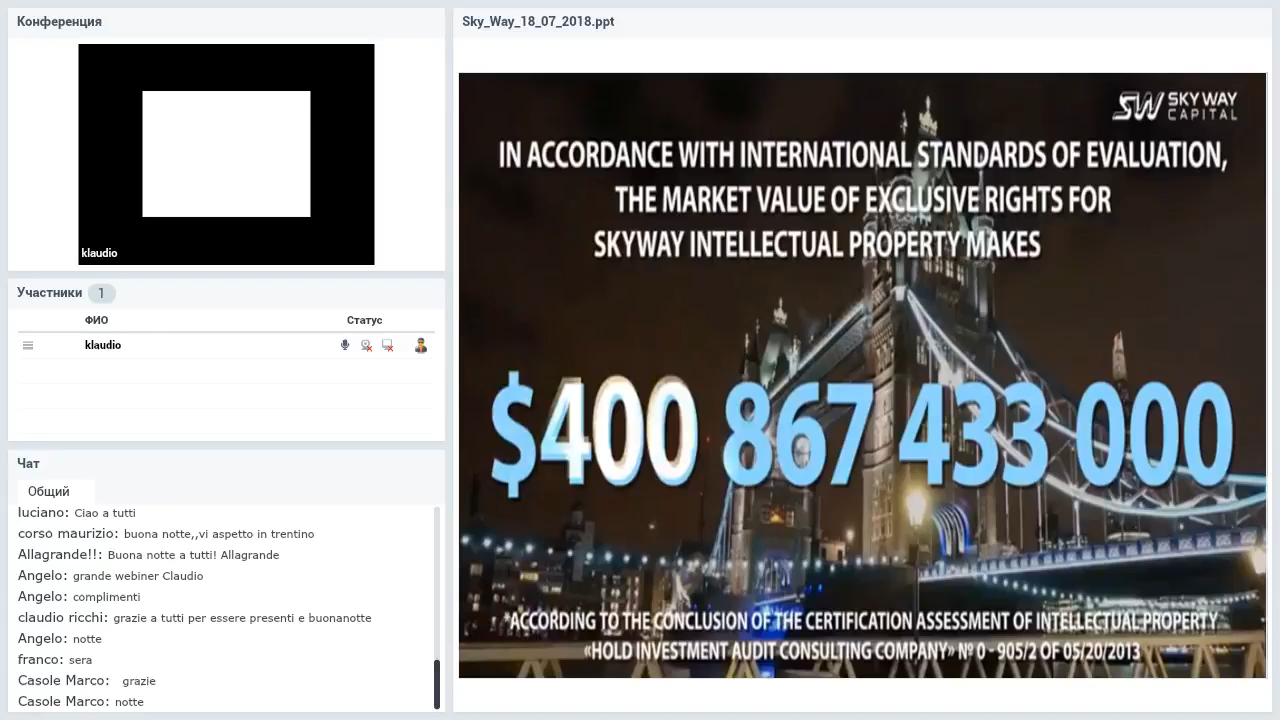 Конференция
klaudio
Участники 1
ФИО Статус
klaudio
Чат
Общий
luciano: Ciao a tutti
corso maurizio: buona notte,,vi aspetto in trentino
Allagrande!!: Buona notte a tutti! Allagrande
Angelo: grande webiner Claudio
Angelo: complimenti
claudio ricchi: grazie a tutti per essere presenti e buonanotte
Angelo: notte
franco: sera
Casole Marco: grazie
Casole Marco: notte
Sky_Way_18_07_2018.ppt
SW SKY WAY
CAPITAL
IN ACCORDANCE WITH INTERNATIONAL STANDARDS OF EVALUATION,
THE MARKET VALUE OF EXCLUSIVE RIGHTS FOR
SKYWAY INTELLECTUAL PROPERTY MAKES
$400 867 433 000
*ACCORDING TO THE CONCLUSION OF THE CERTIFICATION ASSESSMENT OF INTELLECTUAL PROPERTY
«HOLD INVESTMENT AUDIT CONSULTING COMPANY» № 0 - 905/2 OF 05/20/2013